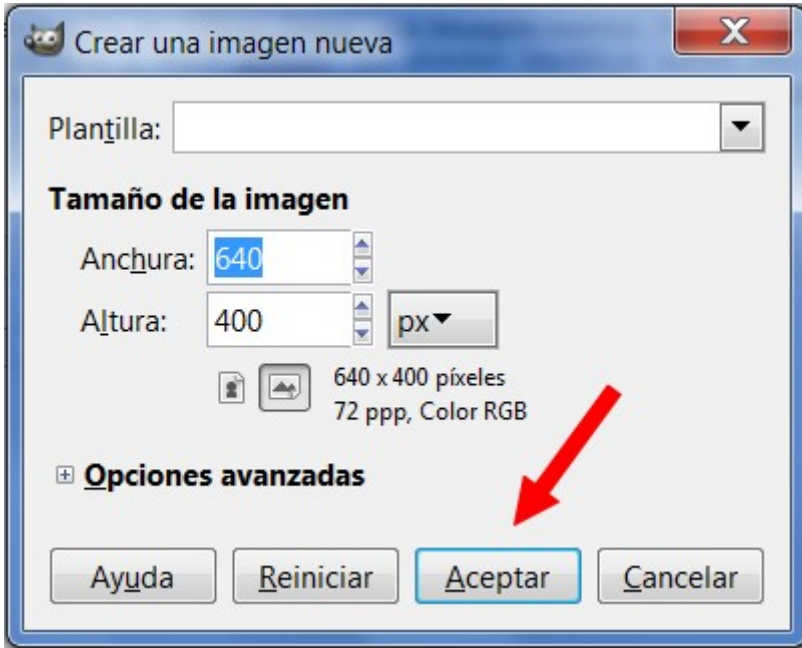 Crear una imagen nueva
Plantilla:
Tamaño de la imagen
Anchura: 640
Altura: 400 px
640 x 400 píxeles
72 ppp, Color RGB
Opciones avanzadas
Ayuda Reiniciar Aceptar Cancelar